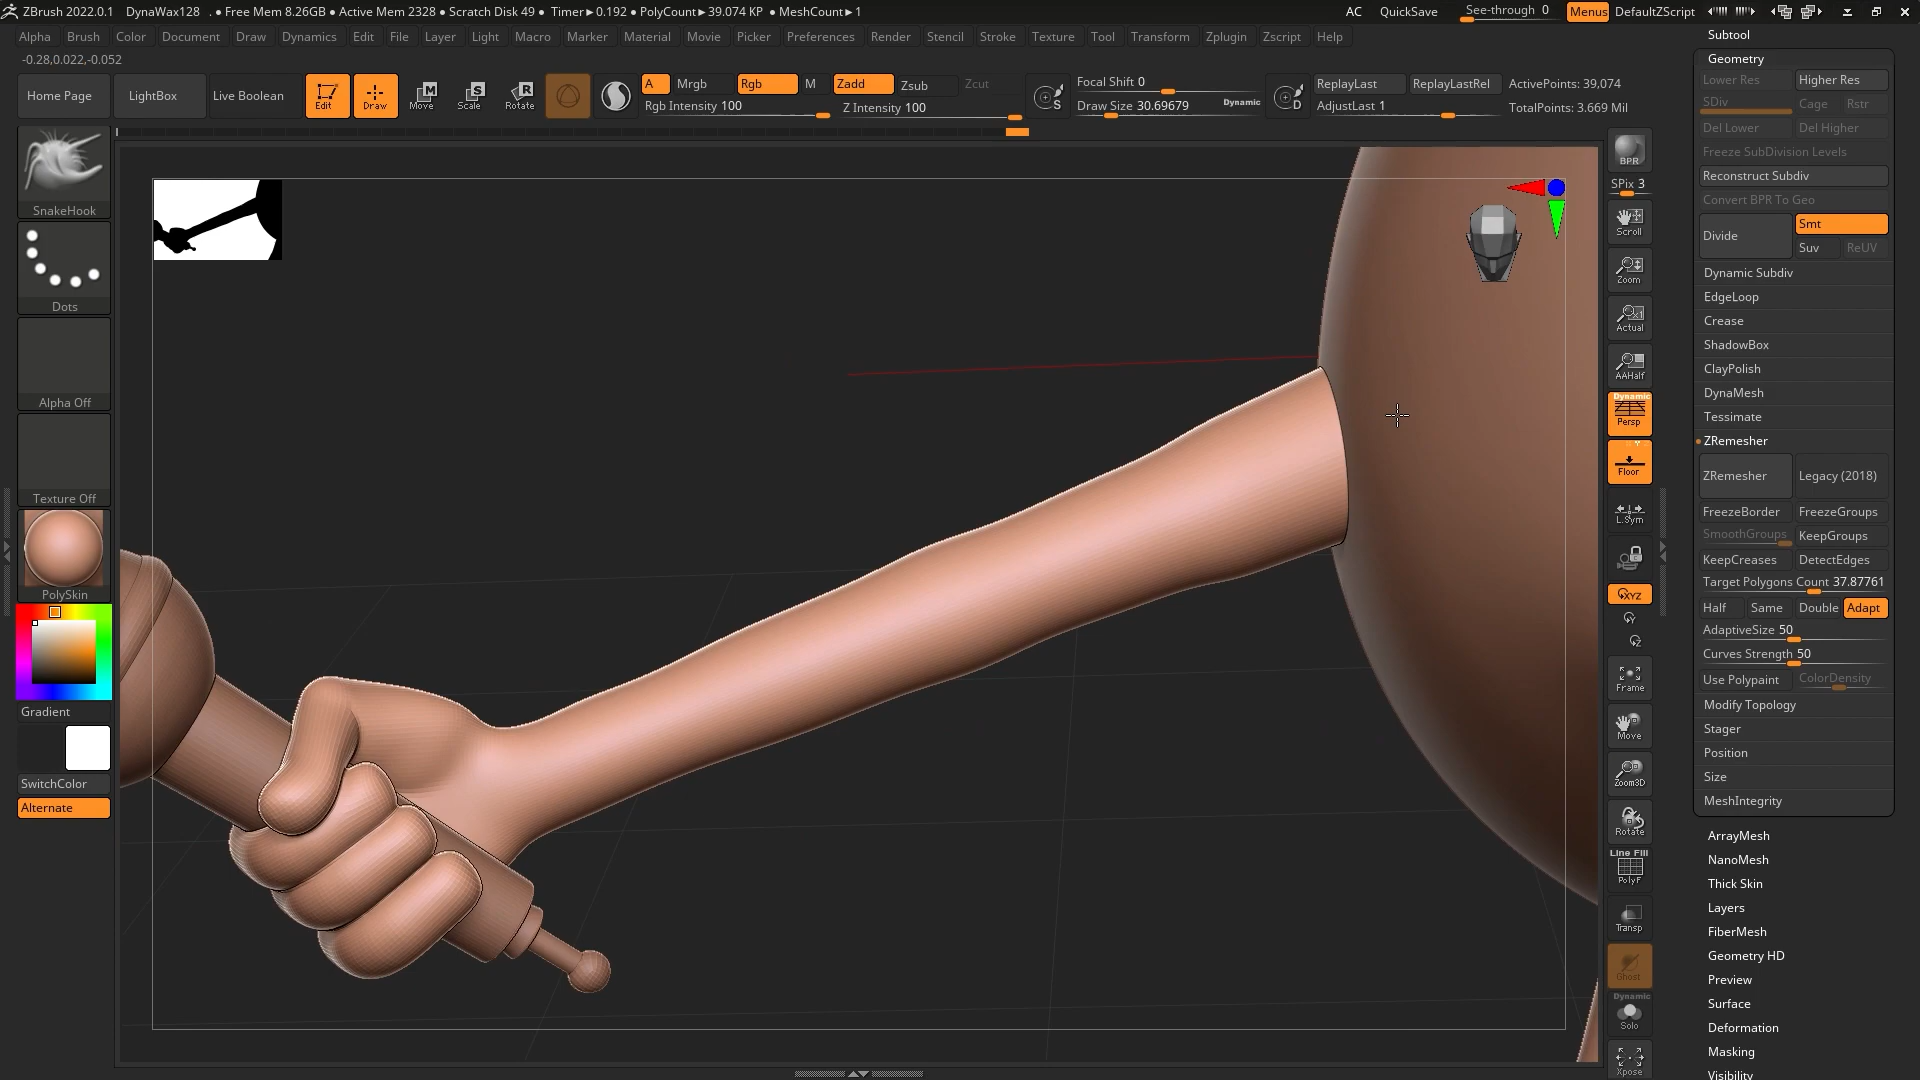 ZBrush 2022.0.1 DynaWax128 . ● Free Mem 8.26GB ● Active Mem 2328 ● Scratch Disk 49 ● Timer►0.192 ● PolyCount►39.074 KP ● MeshCount►1 AC QuickSave See-through 0 Menus DefaultZScript
Alpha Brush Color Document Draw Dynamics Edit File Layer Light Macro Marker Material Movie Picker Preferences Render Stencil Stroke Texture Tool Transform Zplugin Zscript Help
-0.28,0.022,-0.052
Home Page LightBox Live Boolean Edit Draw Move Scale Rotate
A Mrgb Rgb M Zadd Zsub Zcut
Rgb Intensity 100 Z Intensity 100
Focal Shift 0
Draw Size 30.69679 Dynamic
S D
ReplayLast ReplayLastRel ActivePoints: 39,074
AdjustLast 1 TotalPoints: 3.669 Mil
SnakeHook
Dots
Alpha Off
Texture Off
PolySkin
Gradient
SwitchColor
Alternate
BPR
SPix 3
Scroll
Zoom
Actual
AAHalf
Dynamic
Persp
Floor
L.Sym
XYZ
Y
Z
Frame
Move
Zoom3D
Rotate
Line Fill
PolyF
Transp
Ghost
Dynamic
Solo
Xpose
Subtool
Geometry
Lower Res Higher Res
SDiv Cage Rstr
Del Lower Del Higher
Freeze SubDivision Levels
Reconstruct Subdiv
Convert BPR To Geo
Divide Smt
Suv ReUV
Dynamic Subdiv
EdgeLoop
Crease
ShadowBox
ClayPolish
DynaMesh
Tessimate
ZRemesher
ZRemesher Legacy (2018)
FreezeBorder FreezeGroups
SmoothGroups KeepGroups
KeepCreases DetectEdges
Target Polygons Count 37.87761
Half Same Double Adapt
AdaptiveSize 50
Curves Strength 50
Use Polypaint ColorDensity
Modify Topology
Stager
Position
Size
MeshIntegrity
ArrayMesh
NanoMesh
Thick Skin
Layers
FiberMesh
Geometry HD
Preview
Surface
Deformation
Masking
Visibility